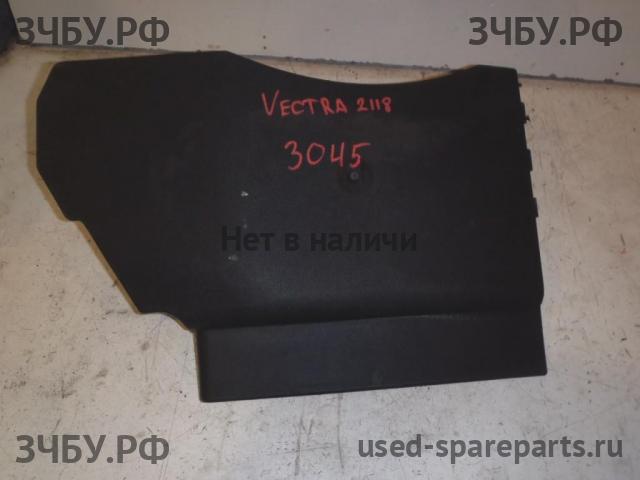 ЗЧБУ.РФ ЗЧБУ.РФ
VECTRA 2118
3045
Нет в наличи
ЗЧБУ.РФ used-spareparts.ru